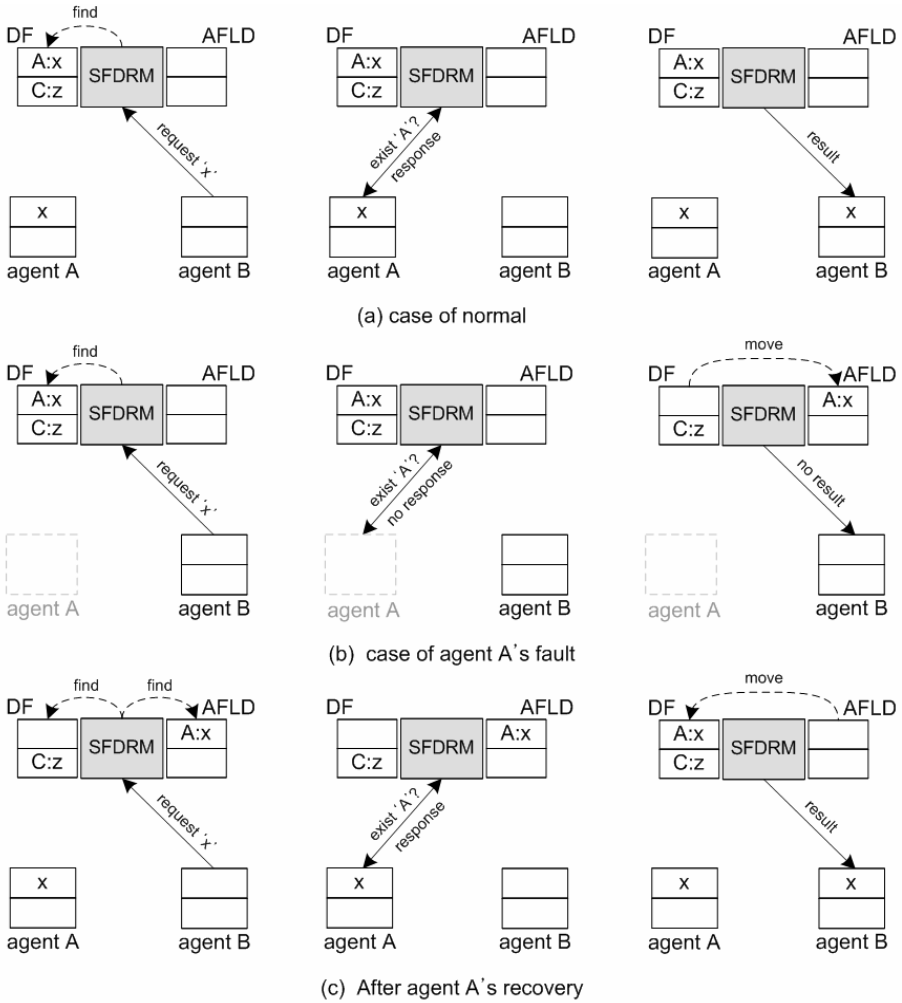 find
DF AFLD DF AFLD DF AFLD
A:x SFDRM A:x SFDRM A:x SFDRM
C:z C:z C:z
request 'x' exist 'A'? response result
x x x x
agent A agent B agent A agent B agent A agent B
(a) case of normal
find move
DF AFLD DF AFLD DF AFLD
A:x SFDRM A:x SFDRM SFDRM A:x
C:z C:z C:z
request 'x' exist 'A'? no response no result
agent A agent B agent A agent B agent A agent B
(b) case of agent A's fault
find find move
DF AFLD DF AFLD DF AFLD
SFDRM A:x SFDRM A:x A:x SFDRM
C:z C:z C:z
request 'x' exist 'A'? response result
x x x x
agent A agent B agent A agent B agent A agent B
(c) After agent A's recovery